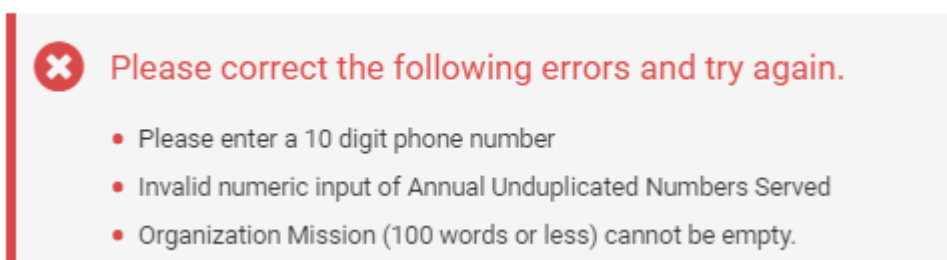 Please correct the following errors and try again.
Please enter a 10 digit phone number
Invalid numeric input of Annual Unduplicated Numbers Served
Organization Mission (100 words or less) cannot be empty.